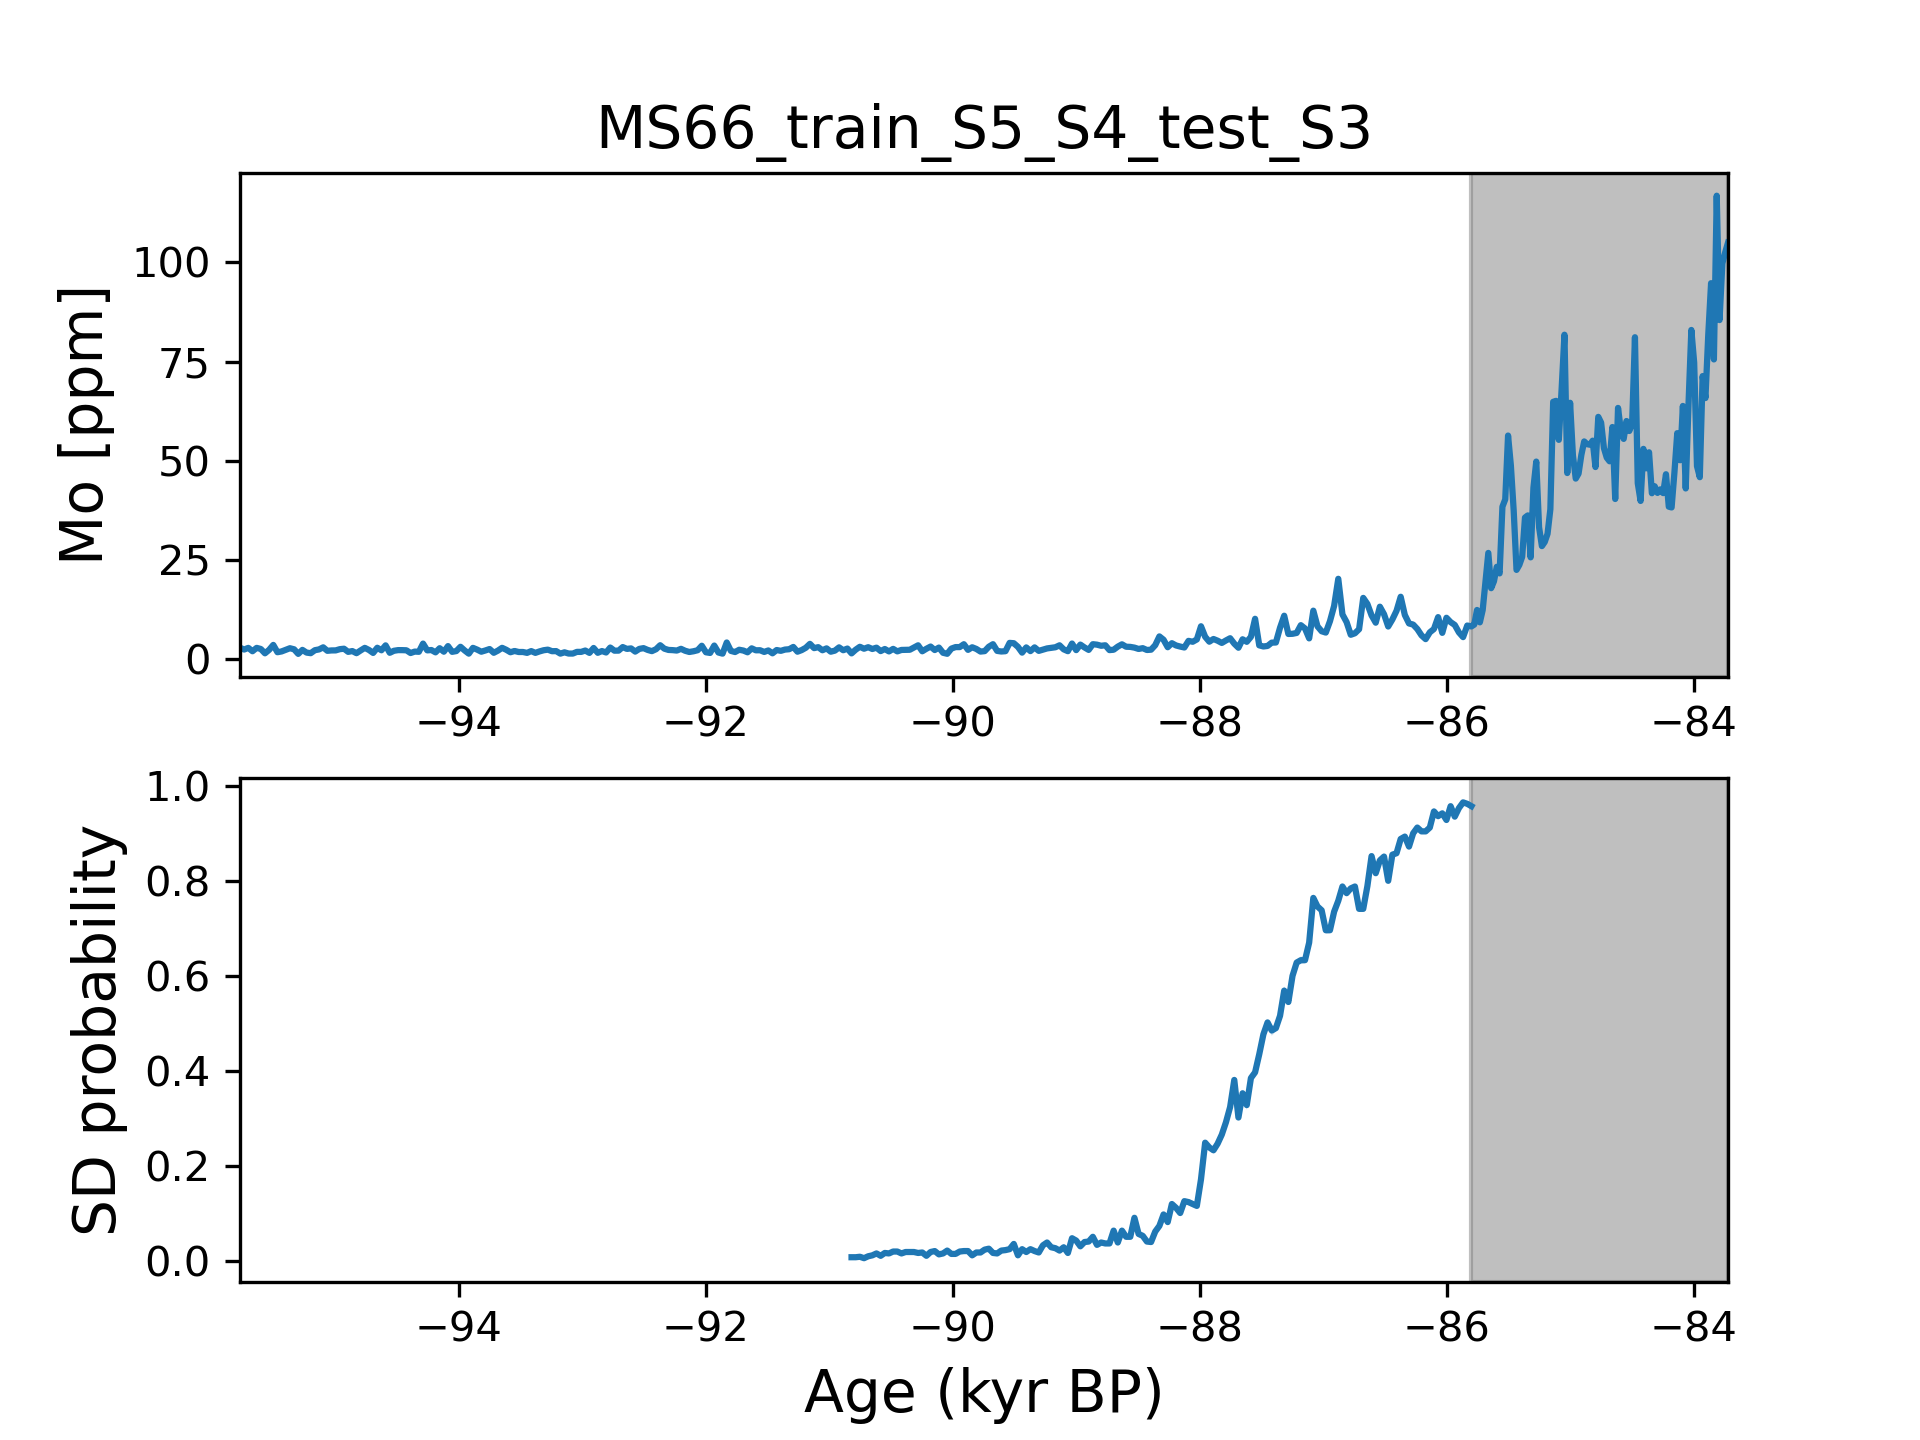 MS66_train_S5_S4_test_S3
Mo [ppm]
100
75
50
25
0
−94 −92 −90 −88 −86 −84
SD probability
1.0
0.8
0.6
0.4
0.2
0.0
−94 −92 −90 −88 −86 −84
Age (kyr BP)